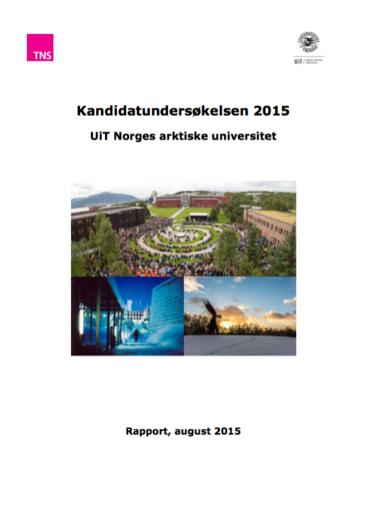 TNS
Kandidatundersøkelsen 2015
UiT Norges arktiske universitet
Rapport, august 2015